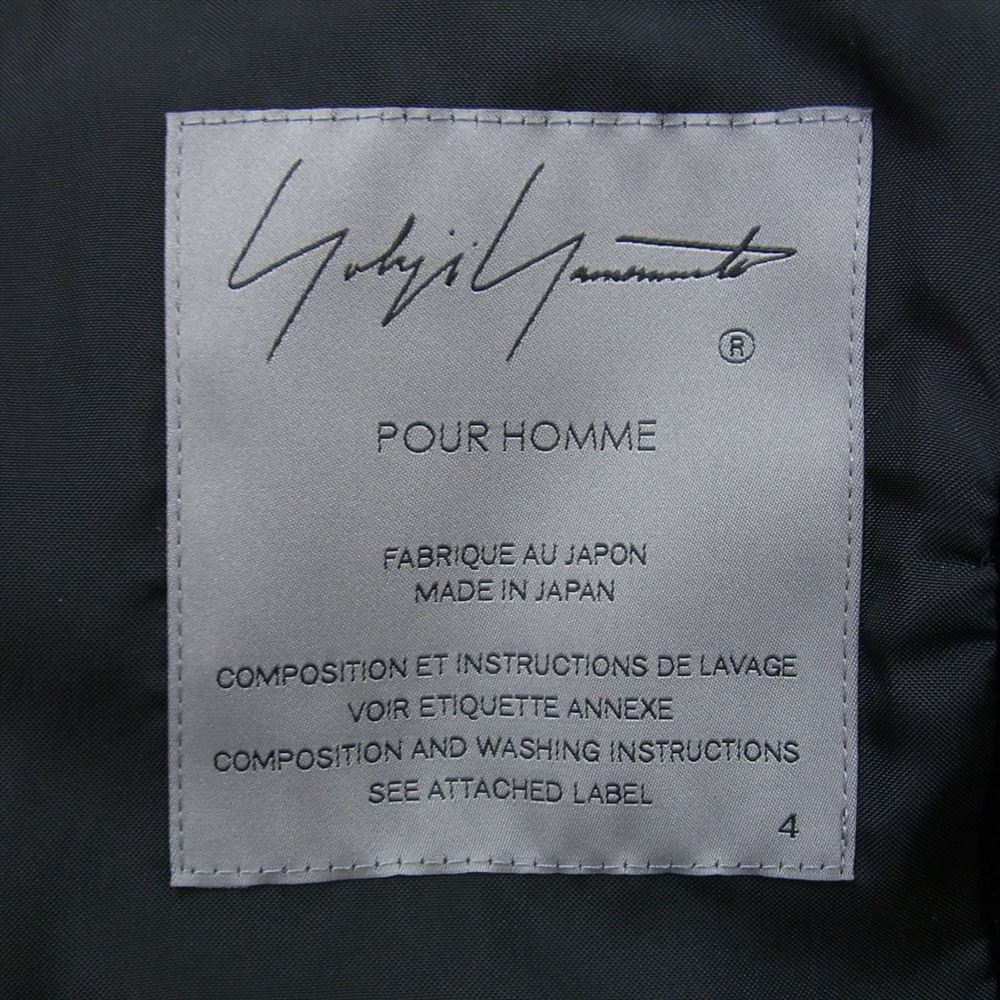 Yohji Yamamoto
®
POUR HOMME
FABRIQUE AU JAPON
MADE IN JAPAN
COMPOSITION ET INSTRUCTIONS DE LAVAGE
VOIR ETIQUETTE ANNEXE
COMPOSITION AND WASHING INSTRUCTIONS
SEE ATTACHED LABEL
4